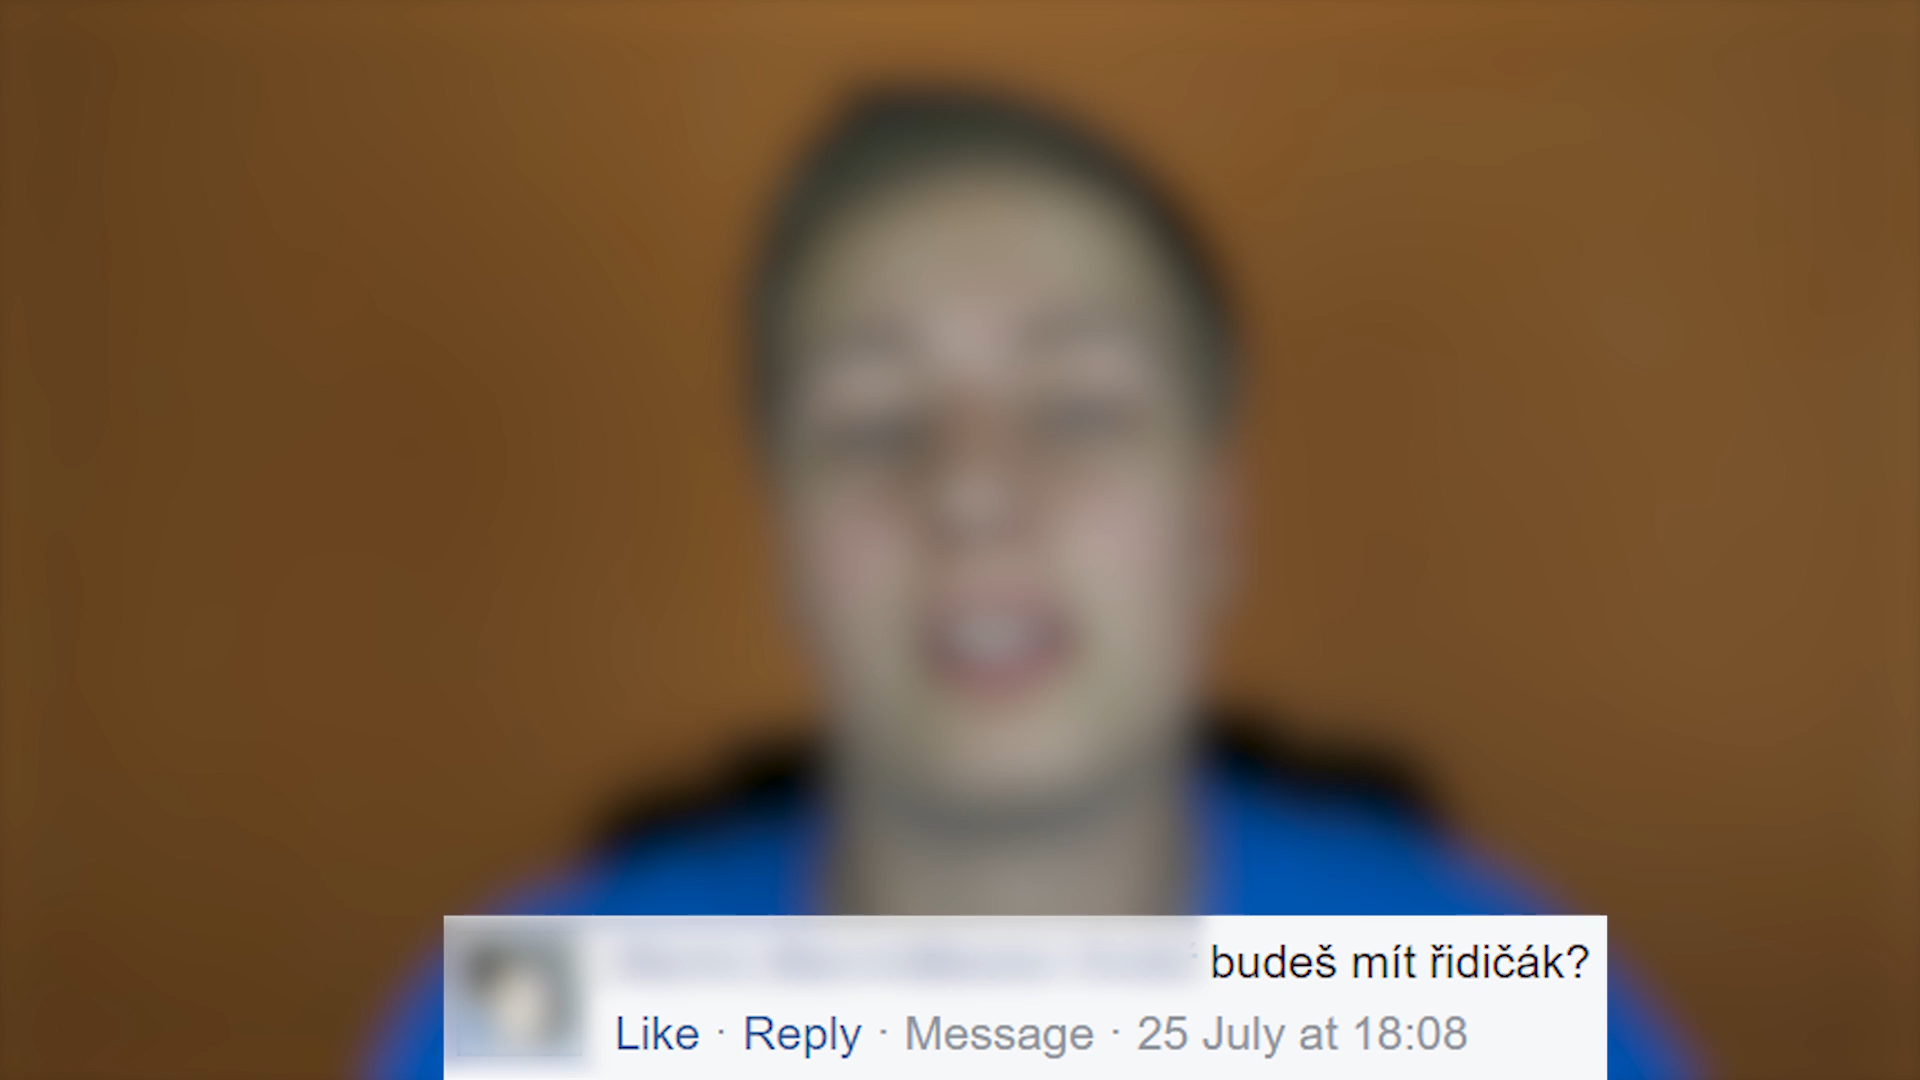 budeš mít řidičák?
Like · Reply · Message · 25 July at 18:08